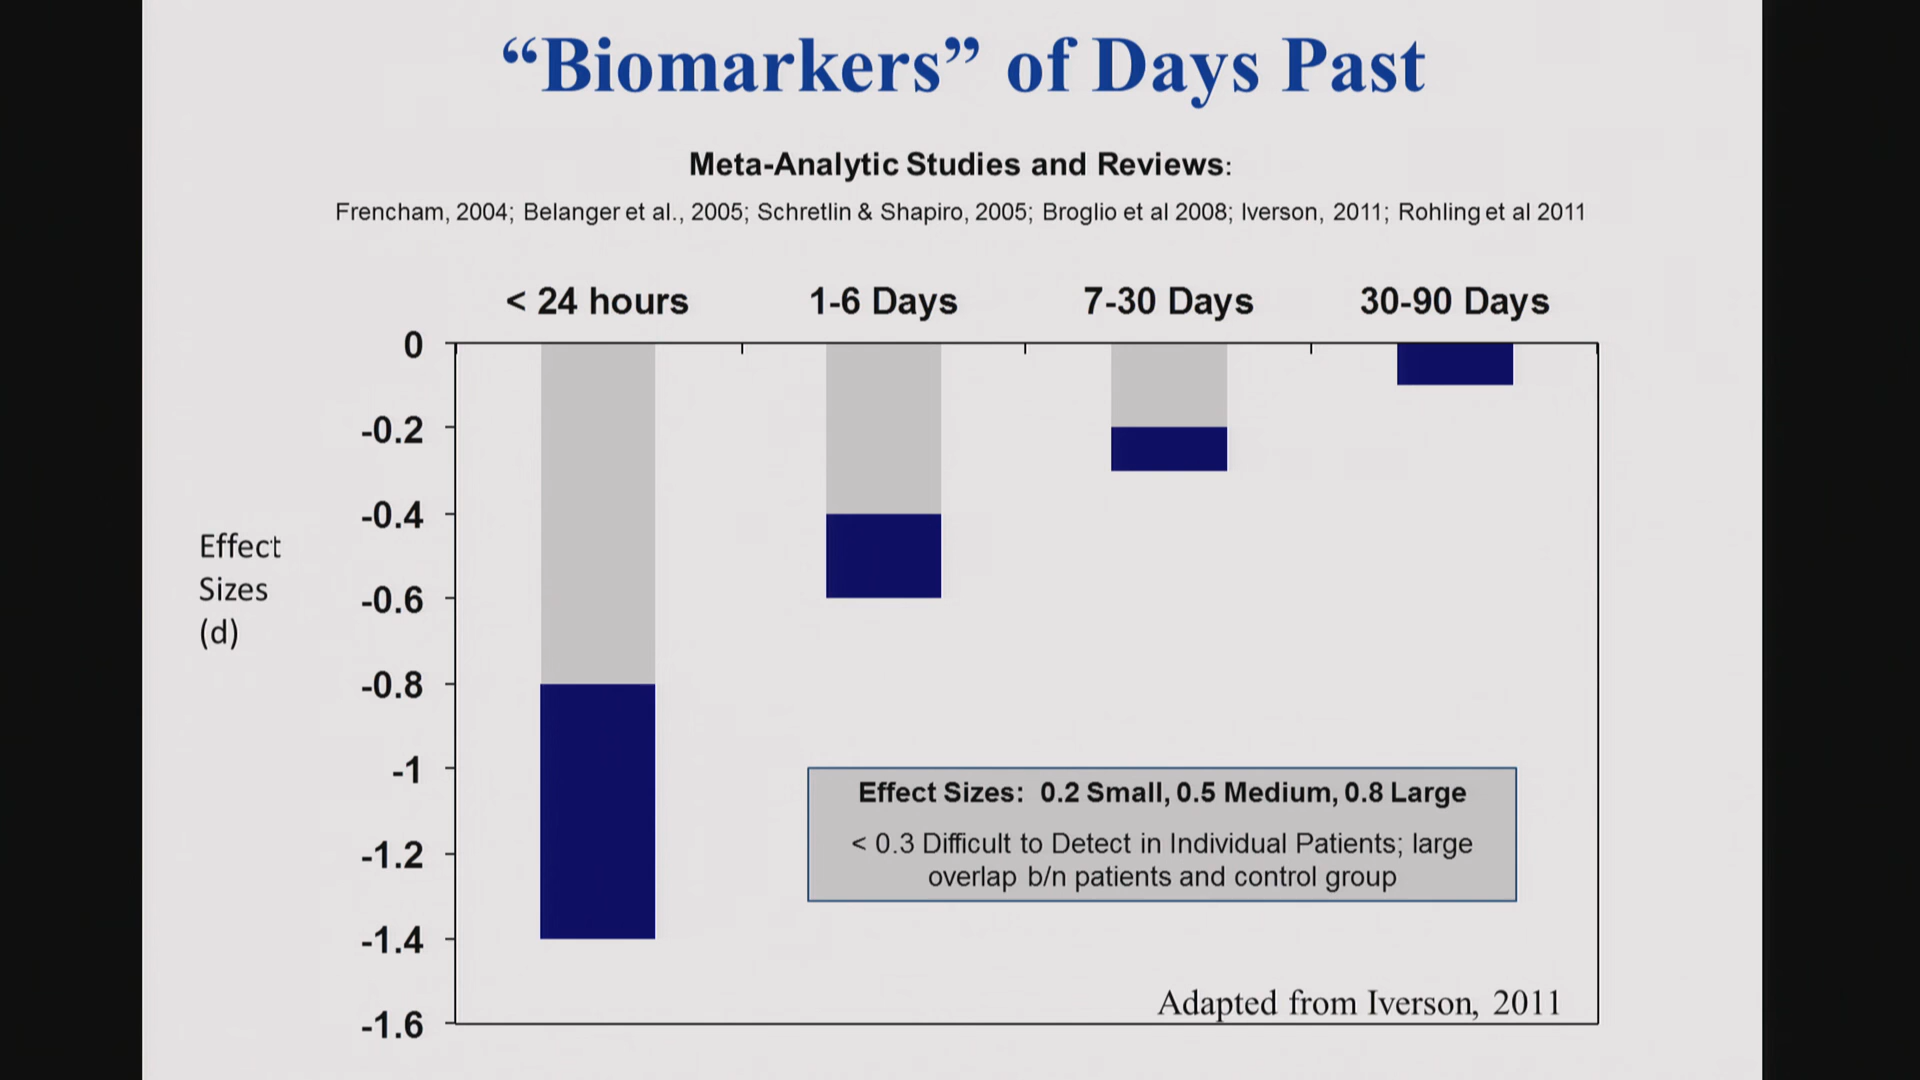 “Biomarkers” of Days Past
Meta-Analytic Studies and Reviews:
Frencham, 2004; Belanger et al., 2005; Schretlin & Shapiro, 2005; Broglio et al 2008; Iverson, 2011; Rohling et al 2011
< 24 hours 1-6 Days 7-30 Days 30-90 Days
0
-0.2
-0.4
Effect
Sizes
(d)
-0.6
-0.8
-1
-1.2
-1.4
-1.6
Effect Sizes: 0.2 Small, 0.5 Medium, 0.8 Large
< 0.3 Difficult to Detect in Individual Patients; large
overlap b/n patients and control group
Adapted from Iverson, 2011